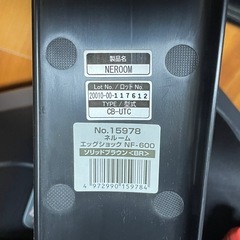 製品名
NEROOM
Lot No. / ロット No.
20010-00-117612
TYPE / 型式
CB-UTC
No.15978
ネルーム
エッグショック NF-600
ソリッドブラウン<BR>
4 972990 159784